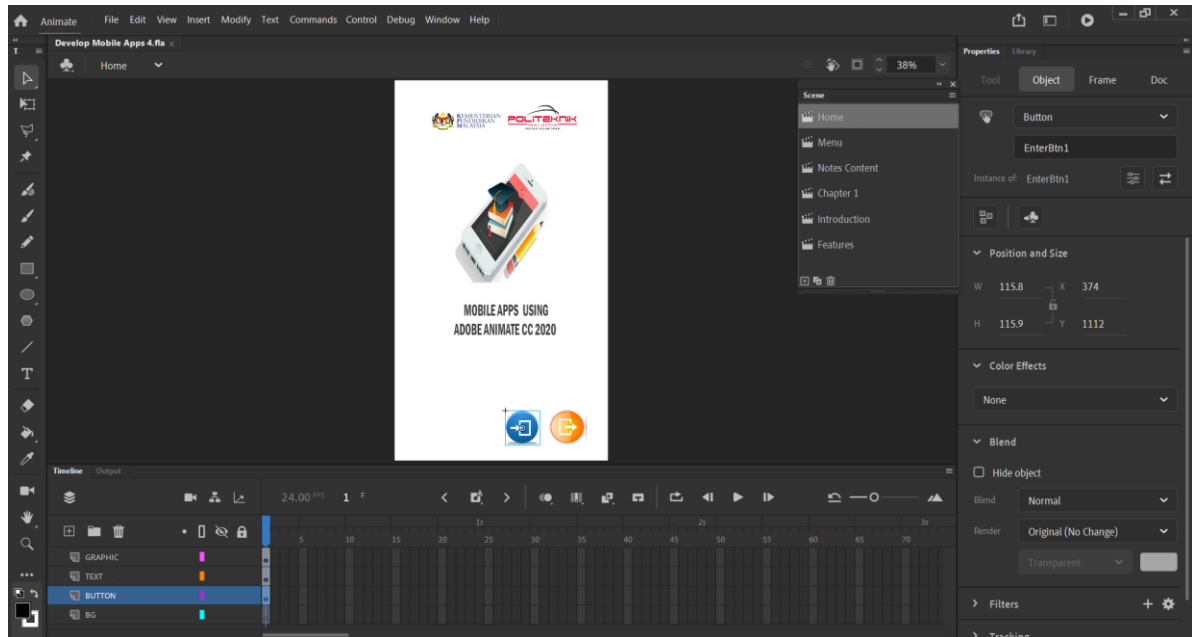 Animate File Edit View Insert Modify Text Commands Control Debug Window Help
Develop Mobile Apps 4.fla
T.
Home
38%
Scene
Home
Menu
Notes Content
Chapter 1
Introduction
Features
KEMENTERIAN
PENDIDIKAN
MALAYSIA
POLITEKNIK
MALAYSIA
MOBILE APPS USING
ADOBE ANIMATE CC 2020
Properties Library
Tool Object Frame Doc
Button
EnterBtn1
Instance of: EnterBtn1
Position and Size
W 115.8 X 374
H 115.9 Y 1112
Color Effects
None
Blend
Hide object
Blend Normal
Render Original (No Change)
Transparent
Filters
Tracking
Timeline Output
24.00 FPS 1 F
1s 2s 3s
5 10 15 20 25 30 35 40 45 50 55 60 65 70
GRAPHIC
TEXT
BUTTON
BG